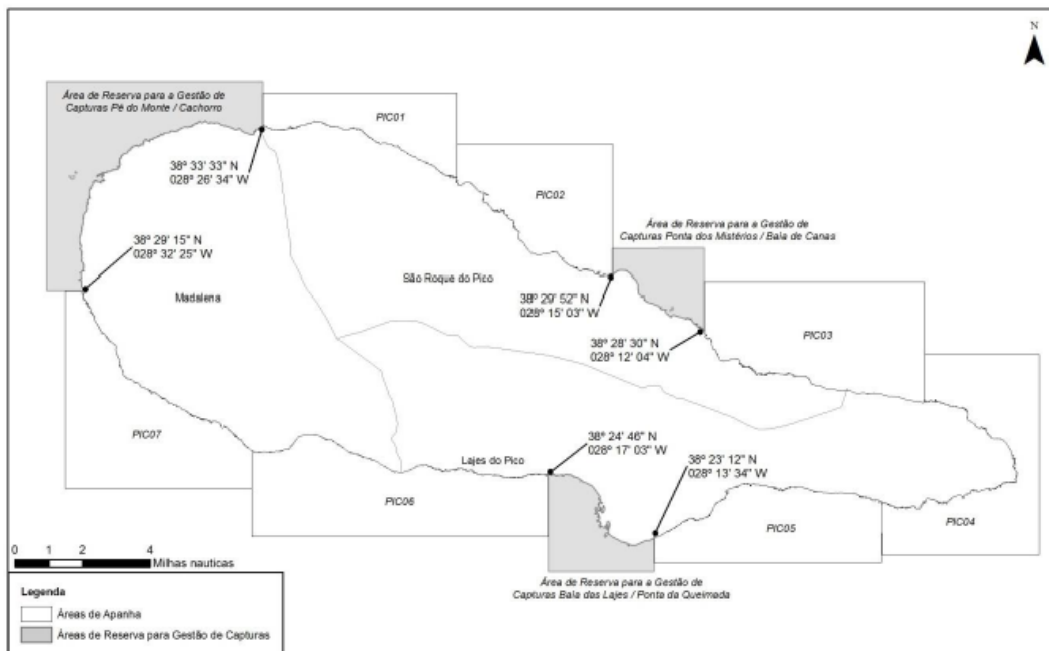 N
Área de Reserva para a Gestão de
Capturas Pé do Monte / Cachorro
PIC01
38º 33' 33" N
028º 26' 34" W
PIC02
Área de Reserva para a Gestão de
Capturas Ponta dos Mistérios / Baía de Canas
38º 29' 15" N
028º 32' 25" W
São Roque do Pico
Madalena
38º 29' 52" N
028º 15' 03" W
38º 28' 30" N
028º 12' 04" W
PIC03
PIC07
38º 24' 46" N
028º 17' 03" W
Lajes do Pico
38º 23' 12" N
028º 13' 34" W
PIC06
PIC05
PIC04
0 1 2 4
Milhas nauticas
Área de Reserva para a Gestão de
Capturas Baía das Lajes / Ponta da Queimada
Legenda
Áreas de Apanha
Áreas de Reserva para Gestão de Capturas